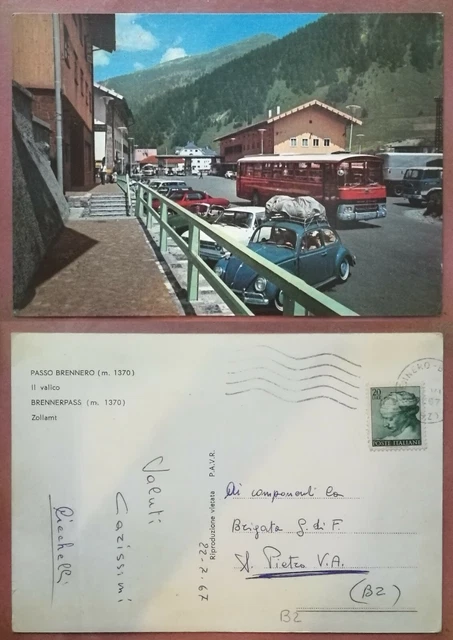 PASSO BRENNERO (m. 1370)
Il valico
BRENNERPASS (m. 1370)
Zollamt
POSTE ITALIANE
Saluti
Carissimi
Riproduzione vietata P.A.V.R.
22-7-67
Ai componenti la
Brigata G. di F.
S. Pietro V.A.
(BZ)
BZ